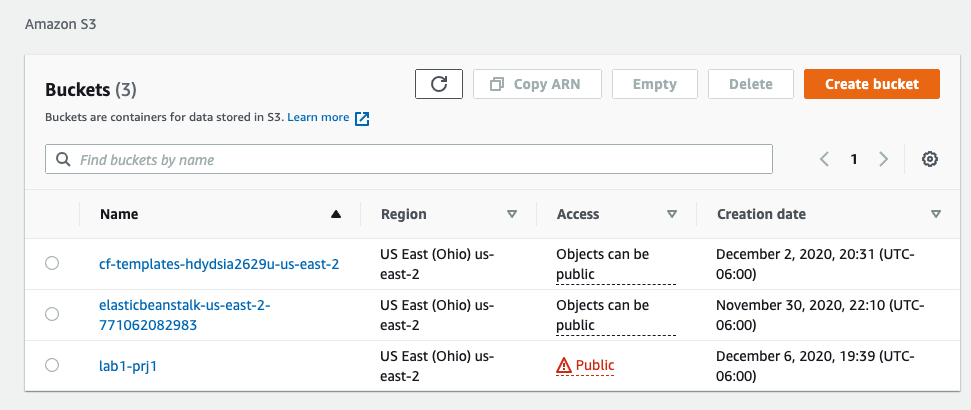 Amazon S3
Buckets (3)
Copy ARN
Empty
Delete
Create bucket
Buckets are containers for data stored in S3. Learn more
Find buckets by name
1
Name
Region
Access
Creation date
cf-templates-hdydsia2629u-us-east-2
US East (Ohio) us-
east-2
Objects can be
public
December 2, 2020, 20:31 (UTC-
06:00)
elasticbeanstalk-us-east-2-
771062082983
US East (Ohio) us-
east-2
Objects can be
public
November 30, 2020, 22:10 (UTC-
06:00)
lab1-prj1
US East (Ohio) us-
east-2
Public
December 6, 2020, 19:39 (UTC-
06:00)